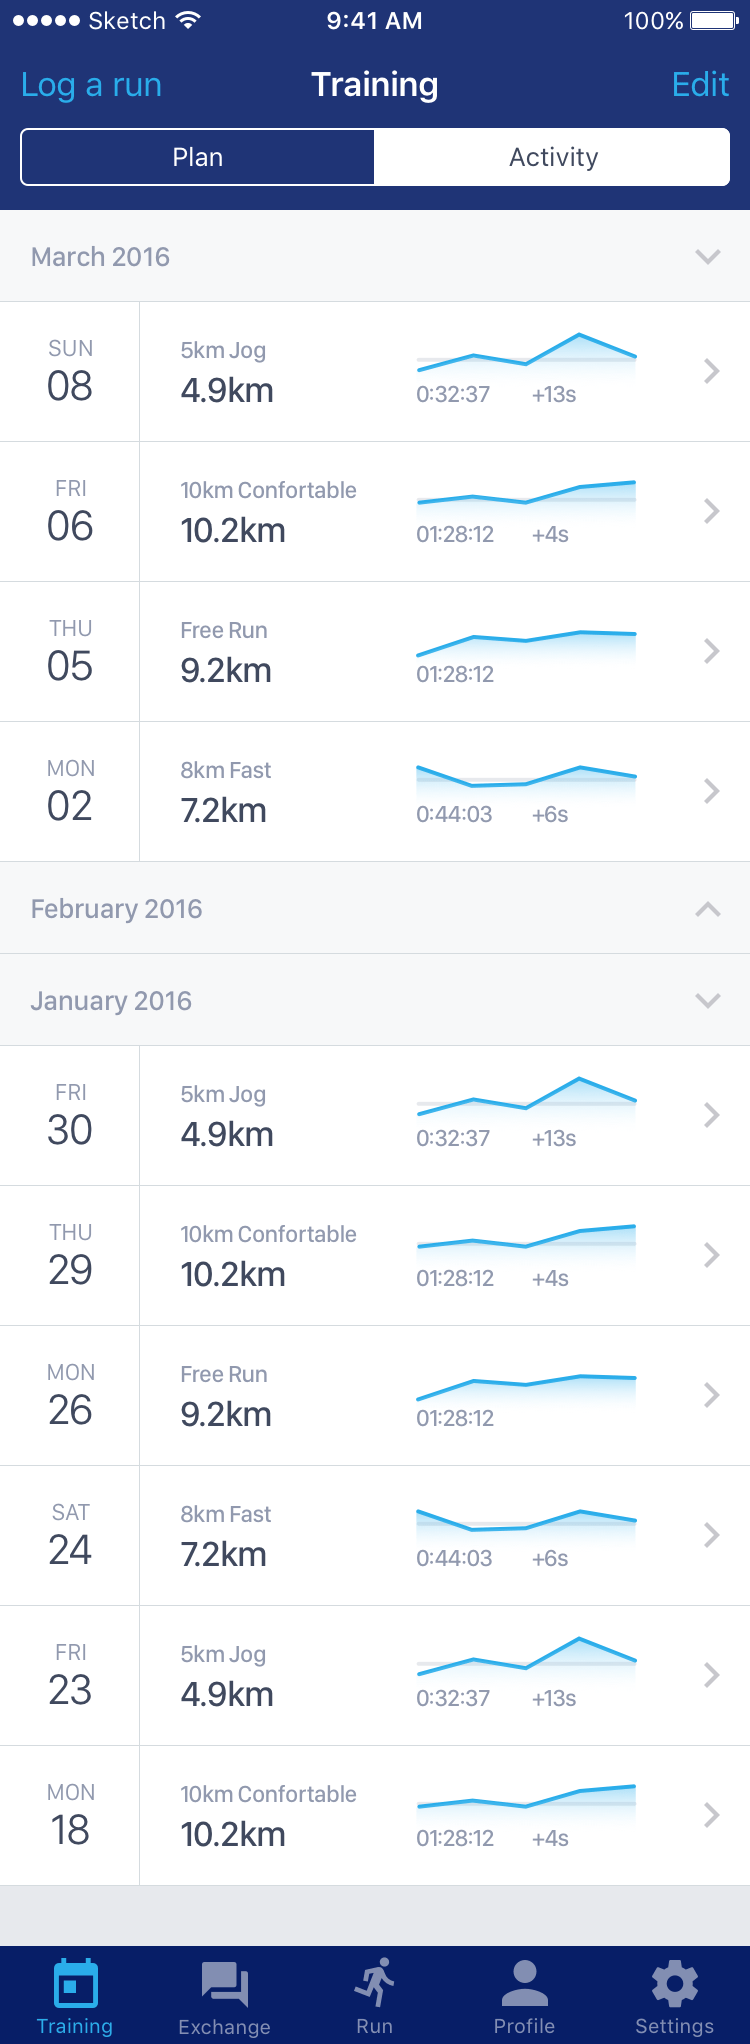 Sketch 9:41 AM 100%
Log a run Training Edit
Plan Activity
March 2016
SUN
08
5km Jog
4.9km
0:32:37 +13s
FRI
06
10km Confortable
10.2km
01:28:12 +4s
THU
05
Free Run
9.2km
01:28:12
MON
02
8km Fast
7.2km
0:44:03 +6s
February 2016
January 2016
FRI
30
5km Jog
4.9km
0:32:37 +13s
THU
29
10km Confortable
10.2km
01:28:12 +4s
MON
26
Free Run
9.2km
01:28:12
SAT
24
8km Fast
7.2km
0:44:03 +6s
FRI
23
5km Jog
4.9km
0:32:37 +13s
MON
18
10km Confortable
10.2km
01:28:12 +4s
Training Exchange Run Profile Settings